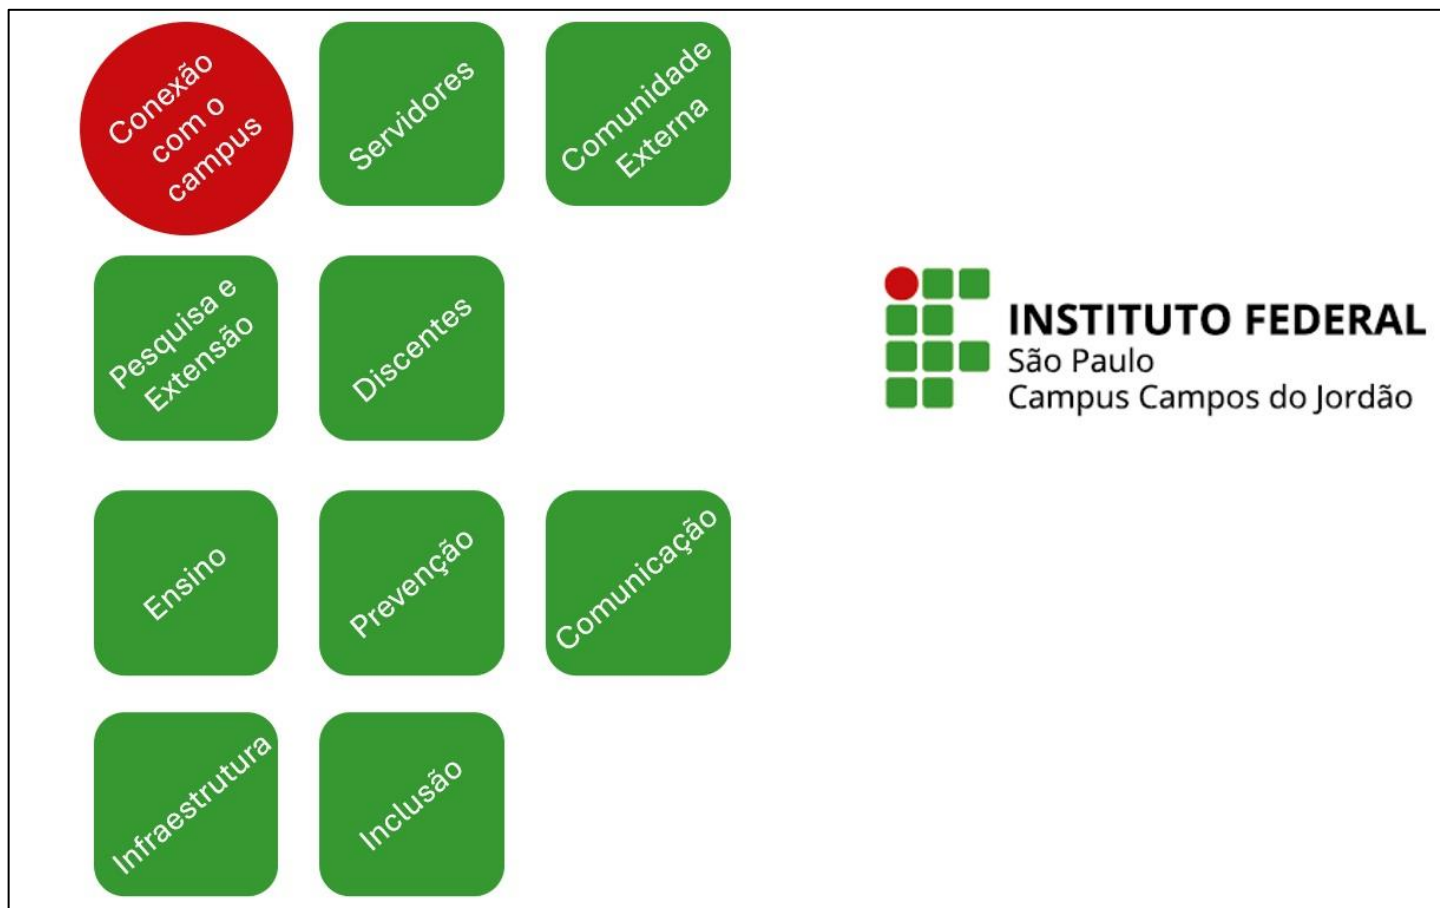 Conexão
com o
campus
Servidores
Comunidade
Externa
Pesquisa e
Extensão
Discentes
INSTITUTO FEDERAL
São Paulo
Campus Campos do Jordão
Ensino
Prevenção
Comunicação
Infraestrutura
Inclusão